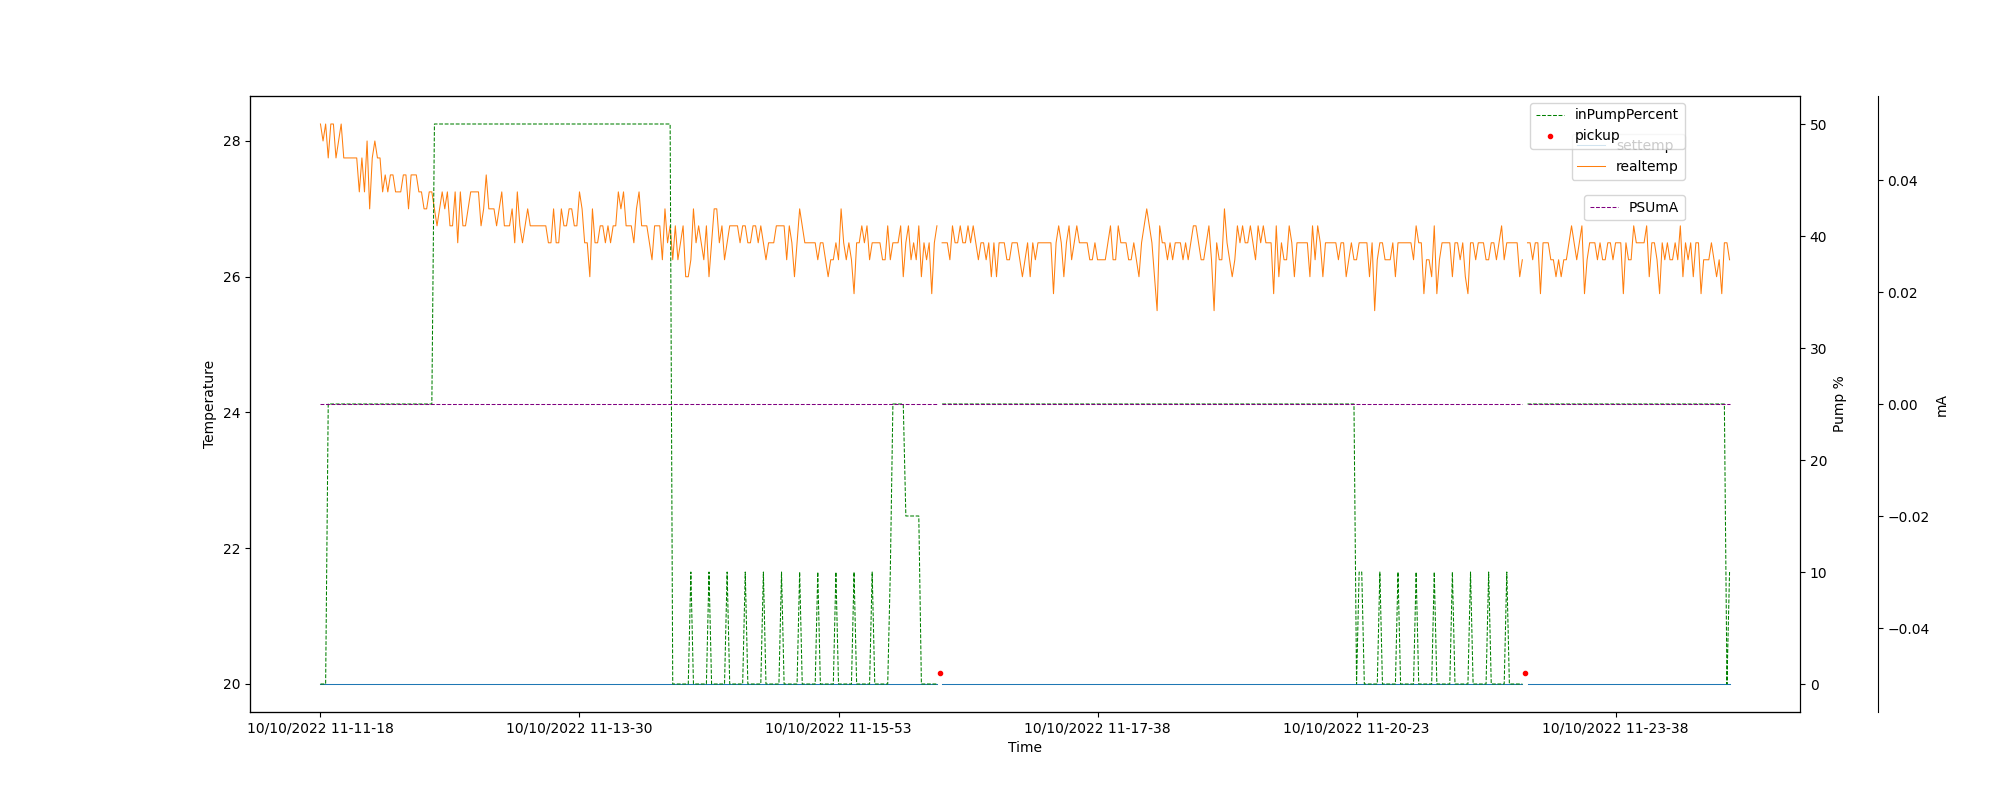 inPumpPercent
pickup
settemp
realtemp
PSUmA
28
26
24
22
20
Temperature
50
40
30
20
10
0
Pump %
0.04
0.02
0.00
−0.02
−0.04
mA
10/10/2022 11-11-18
10/10/2022 11-13-30
10/10/2022 11-15-53
10/10/2022 11-17-38
10/10/2022 11-20-23
10/10/2022 11-23-38
Time